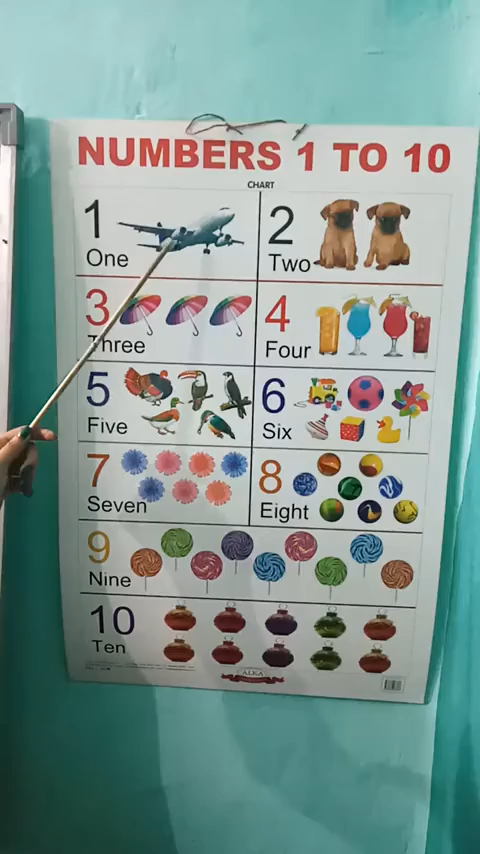 NUMBERS 1 TO 10
CHART
1
One
2
Two
3
Three
4
Four
5
Five
6
Six
7
Seven
8
Eight
9
Nine
10
Ten
ALKA